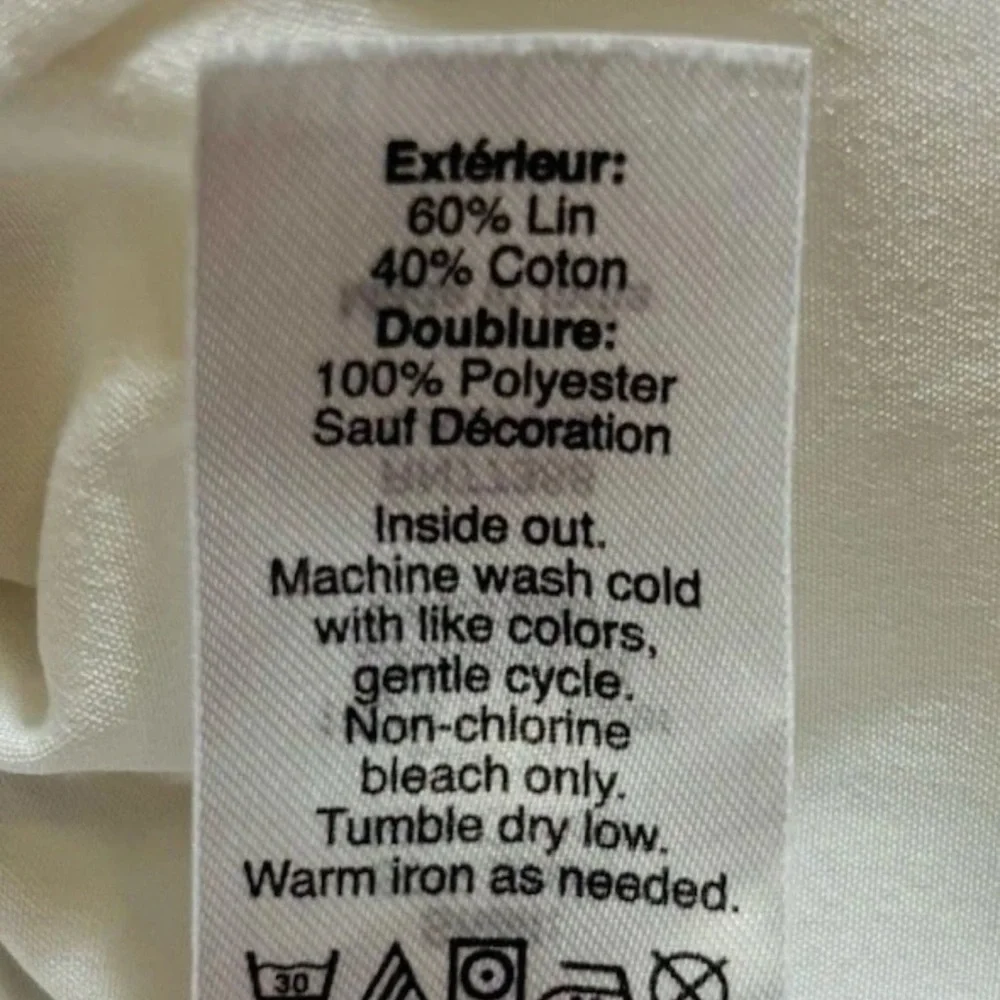 Extérieur:
60% Lin
40% Coton
Doublure:
100% Polyester
Sauf Décoration
Inside out.
Machine wash cold
with like colors,
gentle cycle.
Non-chlorine
bleach only.
Tumble dry low.
Warm iron as needed.
30